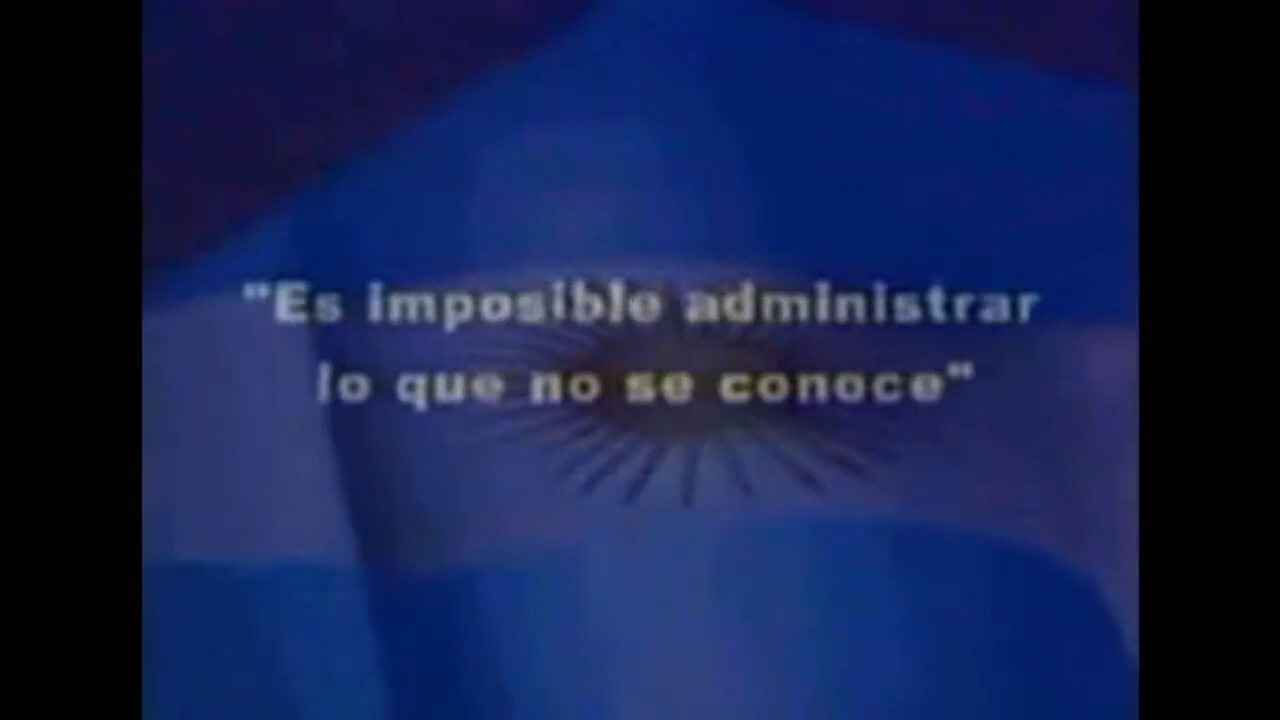 "Es imposible administrar
lo que no se conoce"